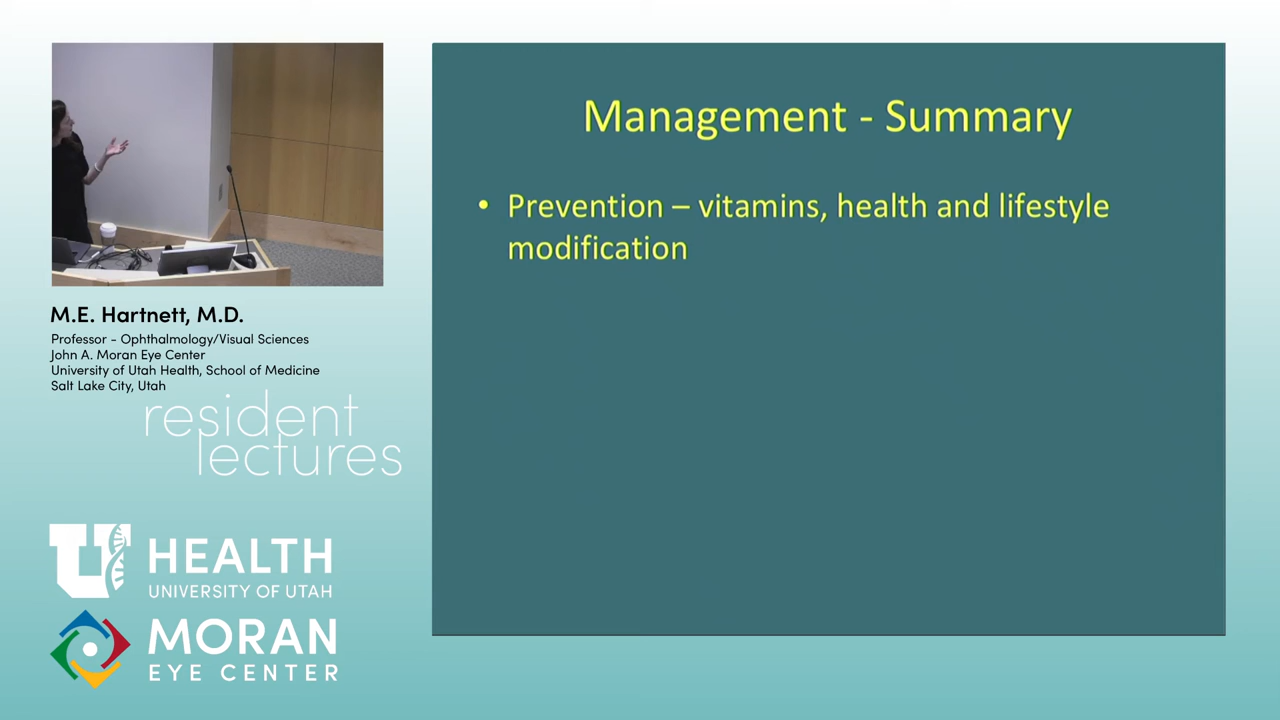 Management - Summary
• Prevention – vitamins, health and lifestyle
modification
M.E. Hartnett, M.D.
Professor - Ophthalmology/Visual Sciences
John A. Moran Eye Center
University of Utah Health, School of Medicine
Salt Lake City, Utah
resident
lectures
U HEALTH
UNIVERSITY OF UTAH
MORAN
EYE CENTER